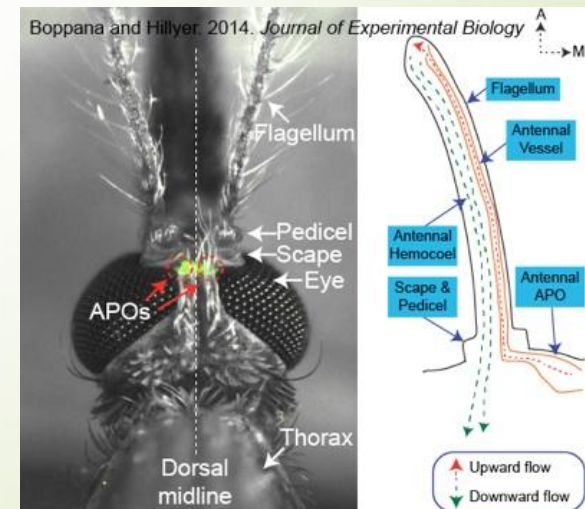 Boppana and Hillyer. 2014. Journal of Experimental Biology
Flagellum
Pedicel
Scape
Eye
APOs
Thorax
Dorsal
midline
A
M
Flagellum
Antennal
Vessel
Antennal
Hemocoel
Scape &
Pedicel
Antennal
APO
Upward flow
Downward flow